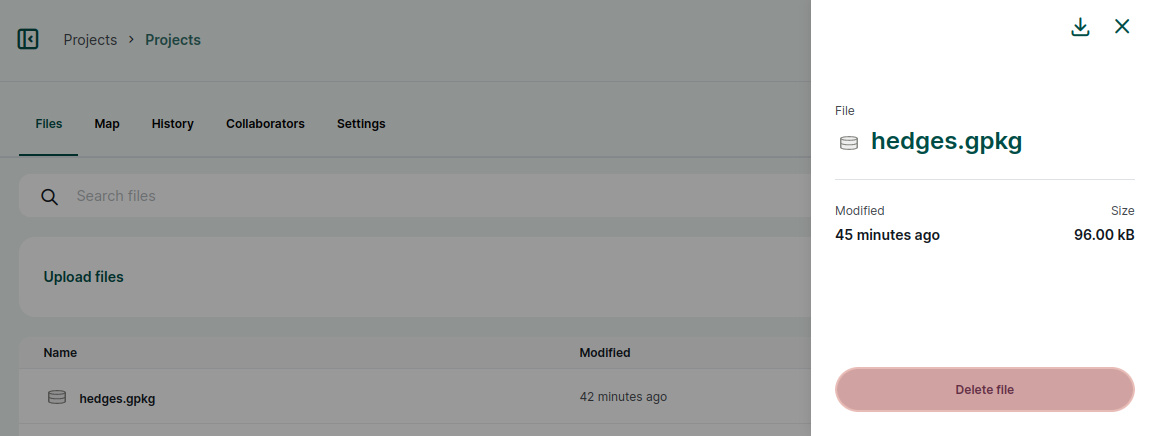 Projects > Projects
Files Map History Collaborators Settings
Search files
Upload files
Name Modified
hedges.gpkg 42 minutes ago
File
hedges.gpkg
Modified Size
45 minutes ago 96.00 kB
Delete file